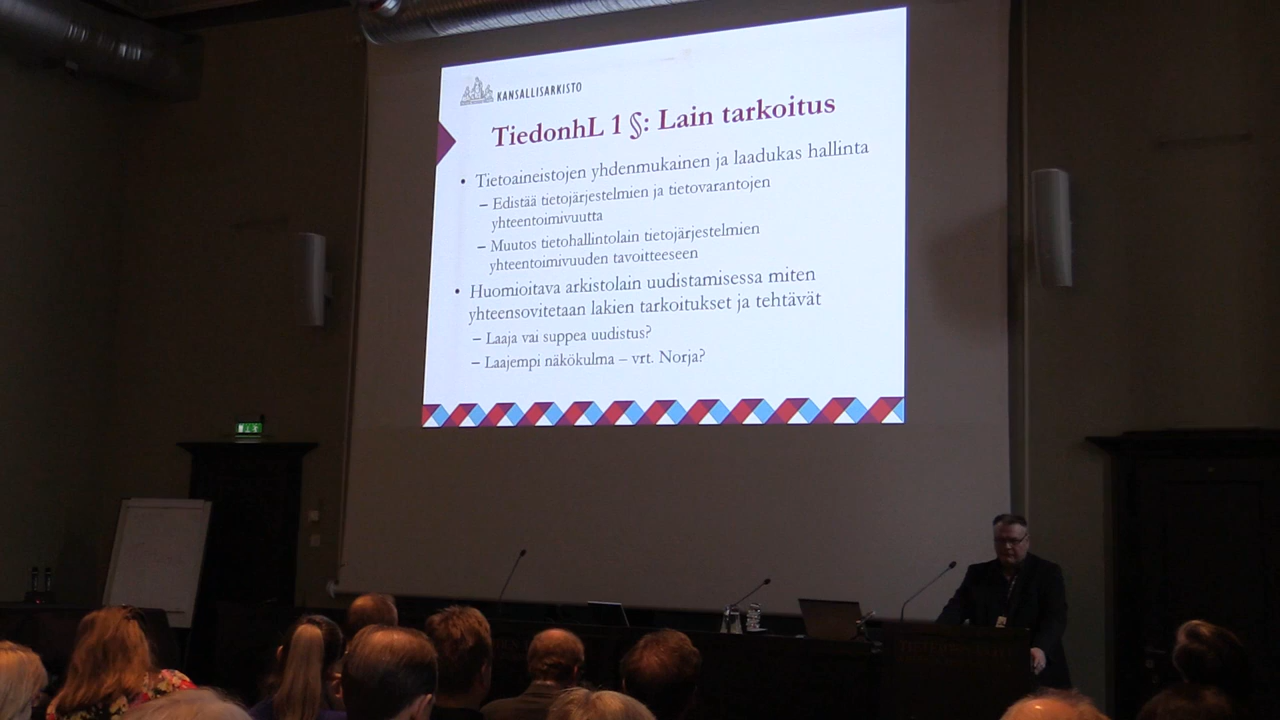 KANSALLISARKISTO
TiedonhL 1 §: Lain tarkoitus
• Tietoaineistojen yhdenmukainen ja laadukas hallinta
– Edistää tietojärjestelmien ja tietovarantojen
yhteentoimivuutta
– Muutos tietohallintolain tietojärjestelmien
yhteentoimivuuden tavoitteeseen
• Huomioitava arkistolain uudistamisessa miten
yhteensovitetaan lakien tarkoitukset ja tehtävät
– Laaja vai suppea uudistus?
– Laajempi näkökulma – vrt. Norja?